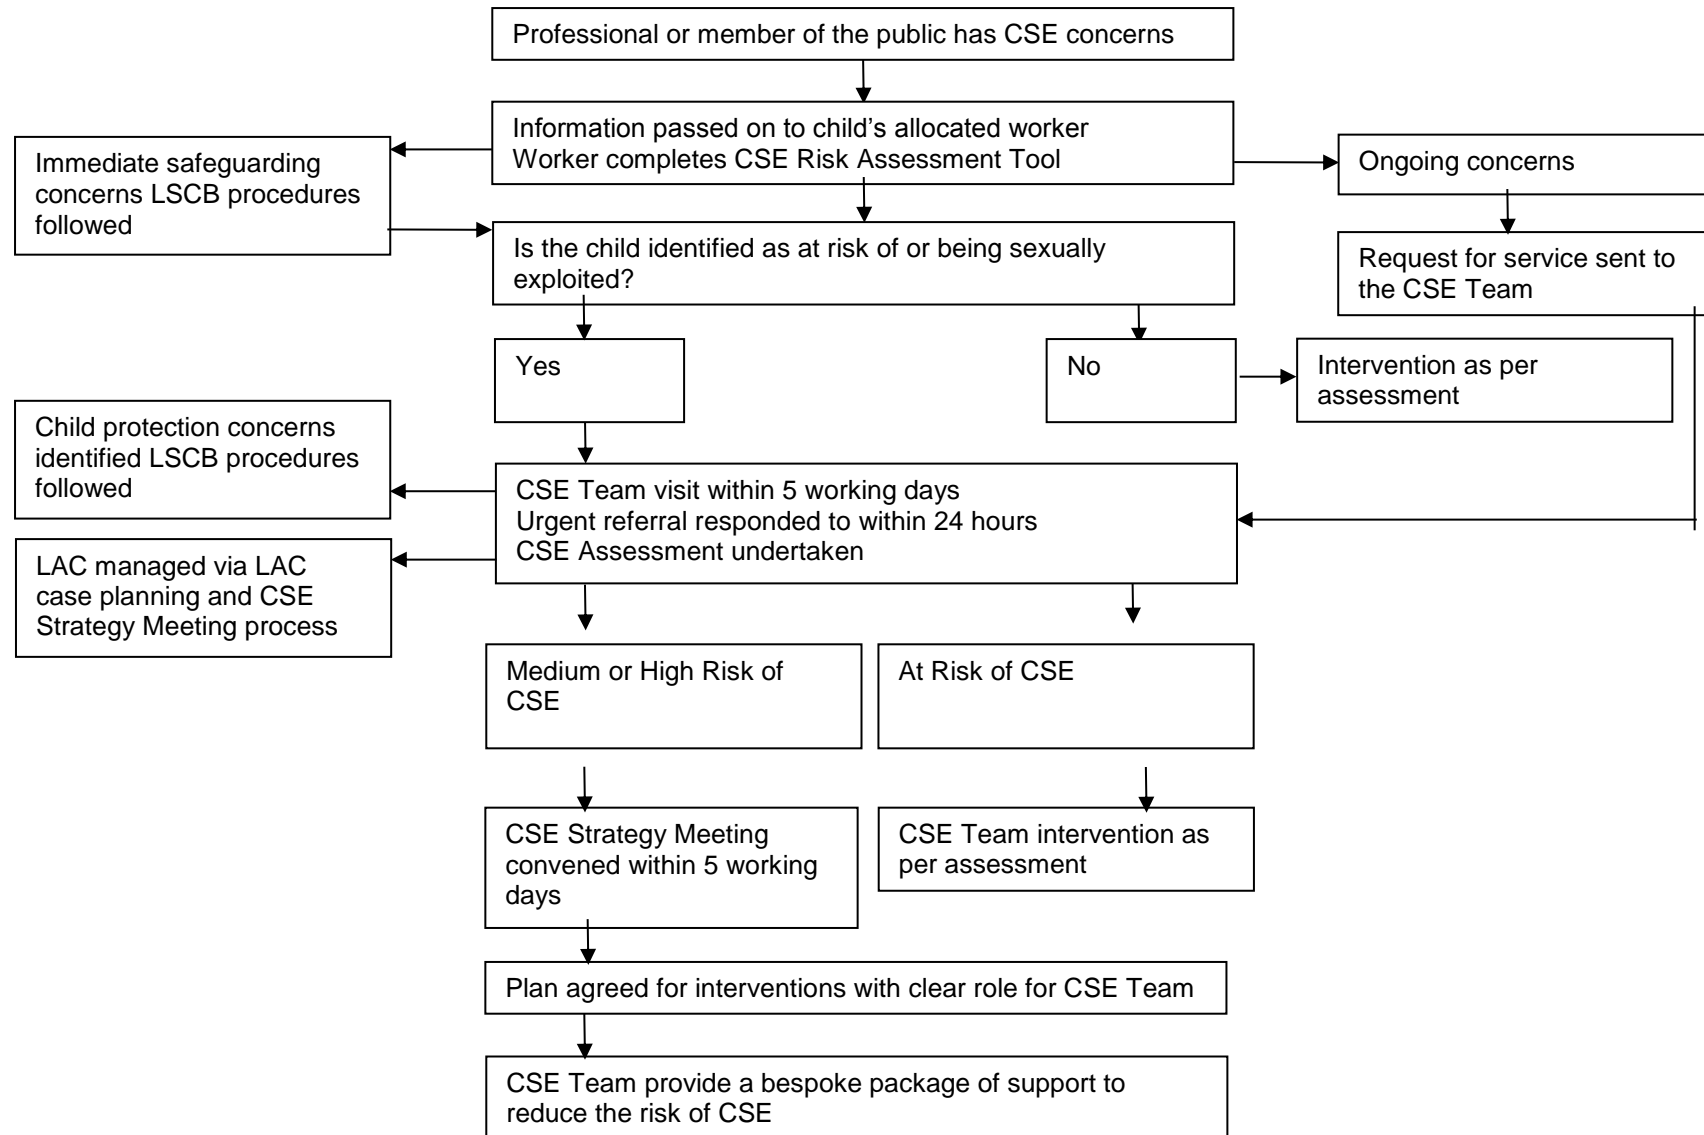 Professional or member of the public has CSE concerns
Information passed on to child’s allocated worker
Worker completes CSE Risk Assessment Tool
Immediate safeguarding
concerns LSCB procedures
followed
Ongoing concerns
Is the child identified as at risk of or being sexually
exploited?
Request for service sent to
the CSE Team
Yes
No
Intervention as per
assessment
Child protection concerns
identified LSCB procedures
followed
CSE Team visit within 5 working days
Urgent referral responded to within 24 hours
CSE Assessment undertaken
LAC managed via LAC
case planning and CSE
Strategy Meeting process
Medium or High Risk of
CSE
At Risk of CSE
CSE Strategy Meeting
convened within 5 working
days
CSE Team intervention as
per assessment
Plan agreed for interventions with clear role for CSE Team
CSE Team provide a bespoke package of support to
reduce the risk of CSE